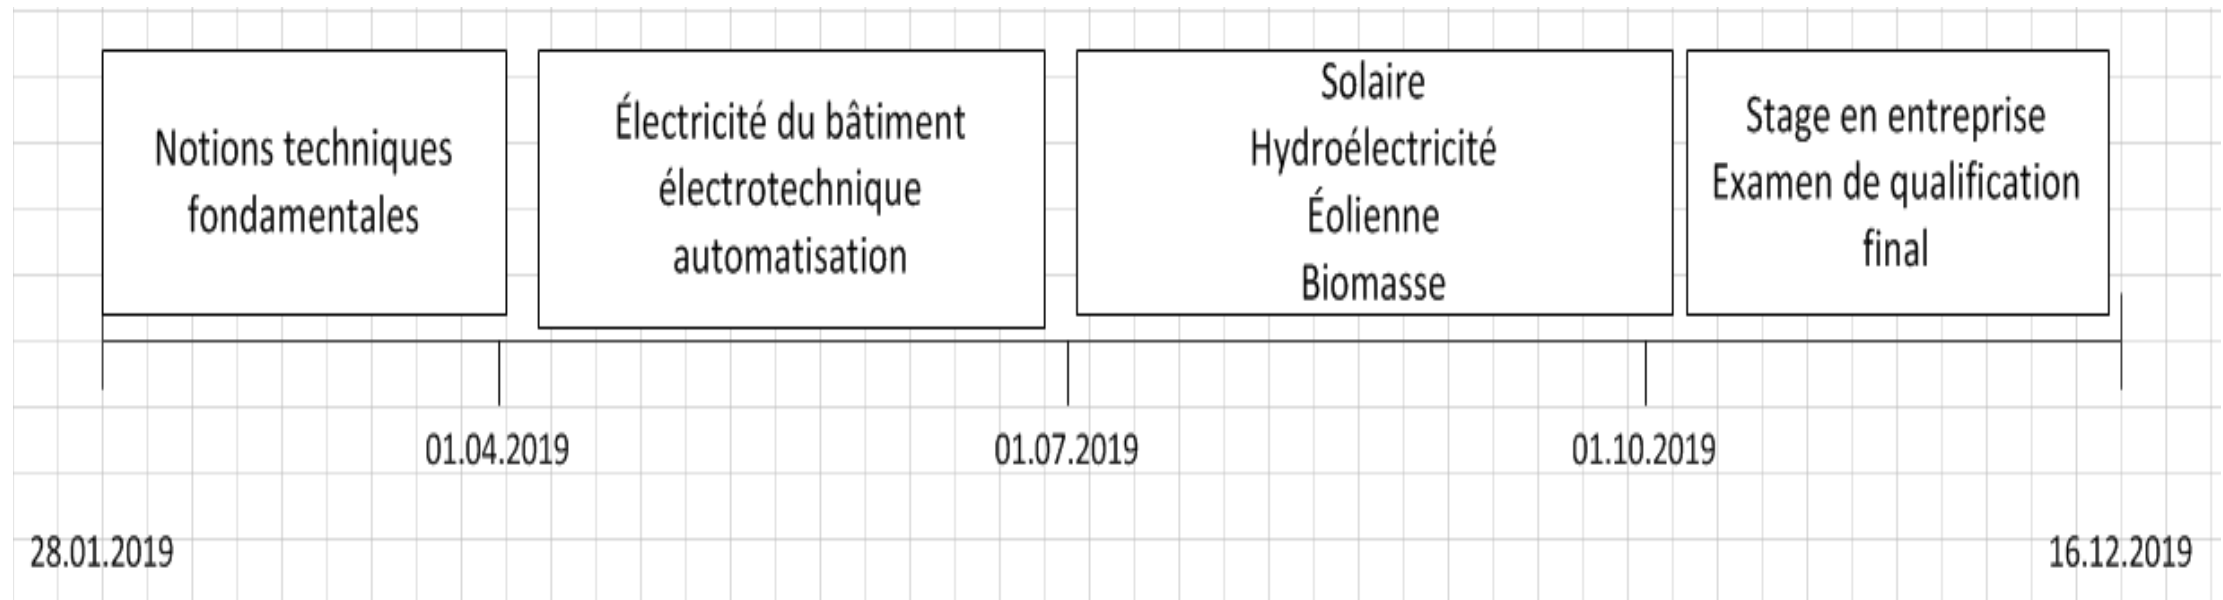 Notions techniques
fondamentales
Électricité du bâtiment
électrotechnique
automatisation
Solaire
Hydroélectricité
Éolienne
Biomasse
Stage en entreprise
Examen de qualification
final
01.04.2019
01.07.2019
01.10.2019
28.01.2019
16.12.2019